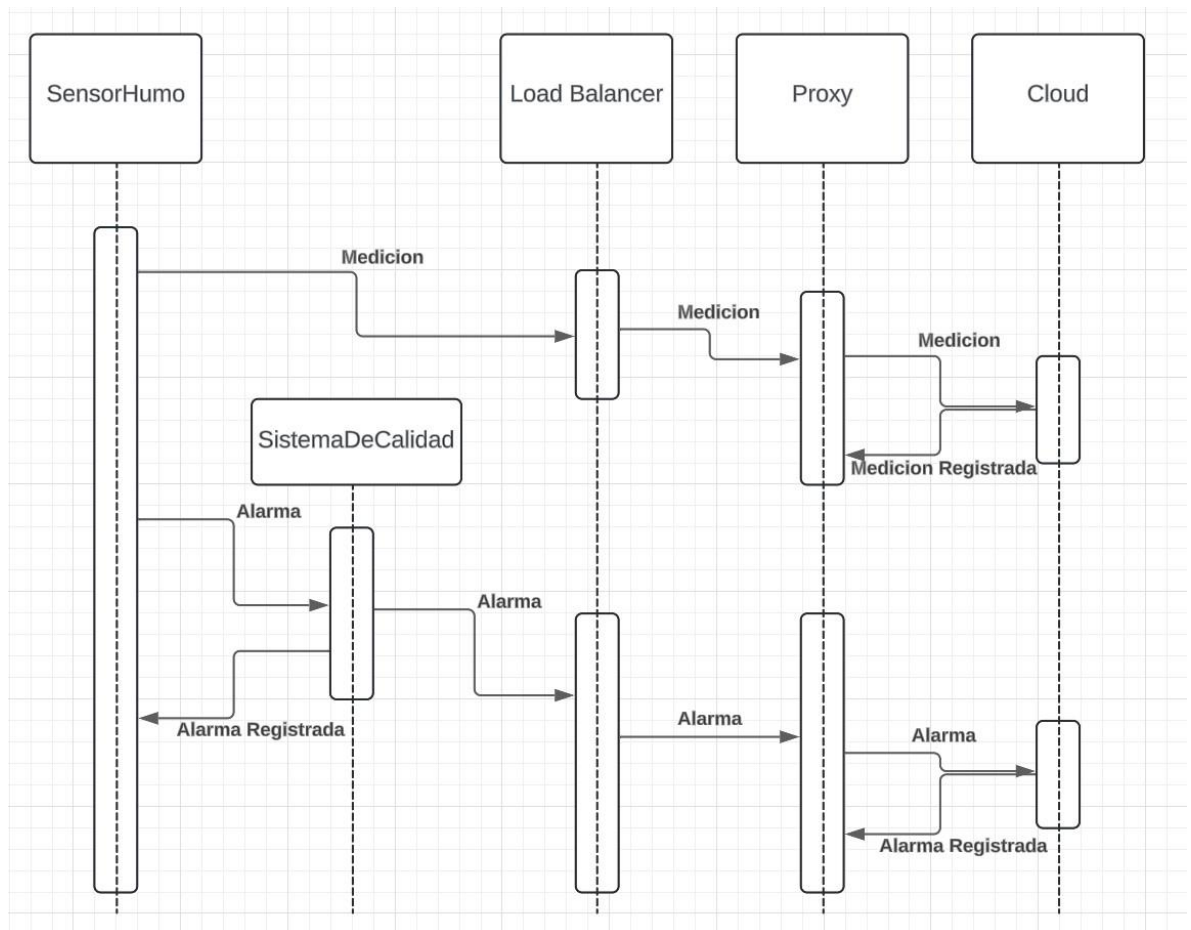 SensorHumo
Load Balancer
Proxy
Cloud
Medicion
Medicion
Medicion
Medicion Registrada
SistemaDeCalidad
Alarma
Alarma
Alarma Registrada
Alarma
Alarma
Alarma Registrada